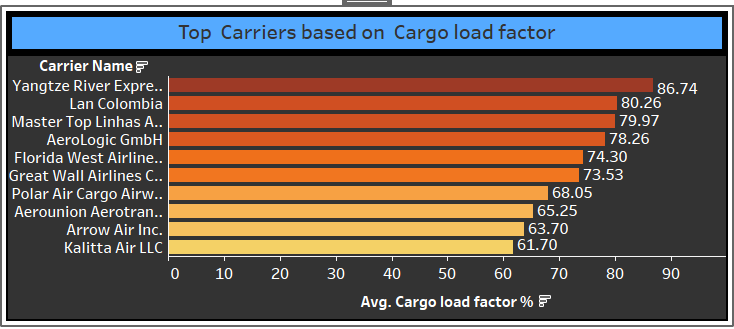 Top Carriers based on Cargo load factor
Carrier Name
Yangtze River Expre.. 86.74
Lan Colombia 80.26
Master Top Linhas A.. 79.97
AeroLogic GmbH 78.26
Florida West Airline.. 74.30
Great Wall Airlines C.. 73.53
Polar Air Cargo Airw.. 68.05
Aerounion Aerotran.. 65.25
Arrow Air Inc. 63.70
Kalitta Air LLC 61.70
0 10 20 30 40 50 60 70 80 90
Avg. Cargo load factor %